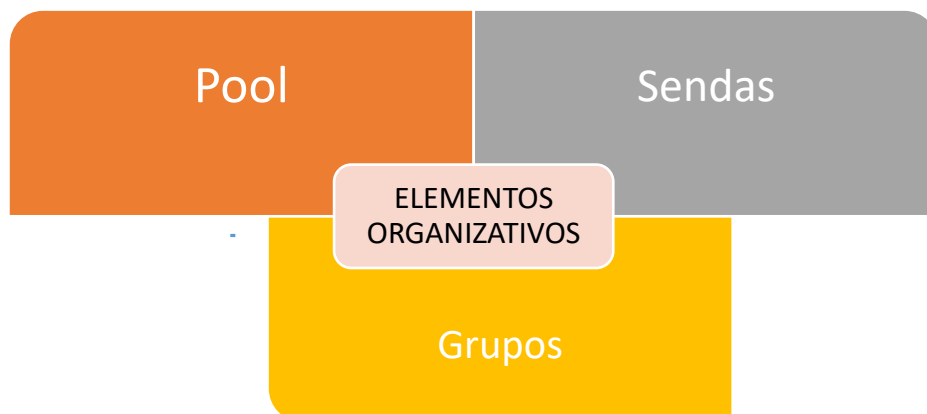 Pool
Sendas
ELEMENTOS
ORGANIZATIVOS
-
Grupos